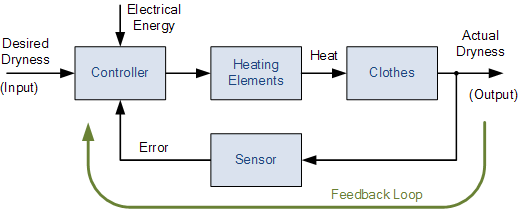 Electrical
Energy
Desired
Dryness
(Input)
Controller
Heating
Elements
Heat
Clothes
Actual
Dryness
(Output)
Error
Sensor
Feedback Loop